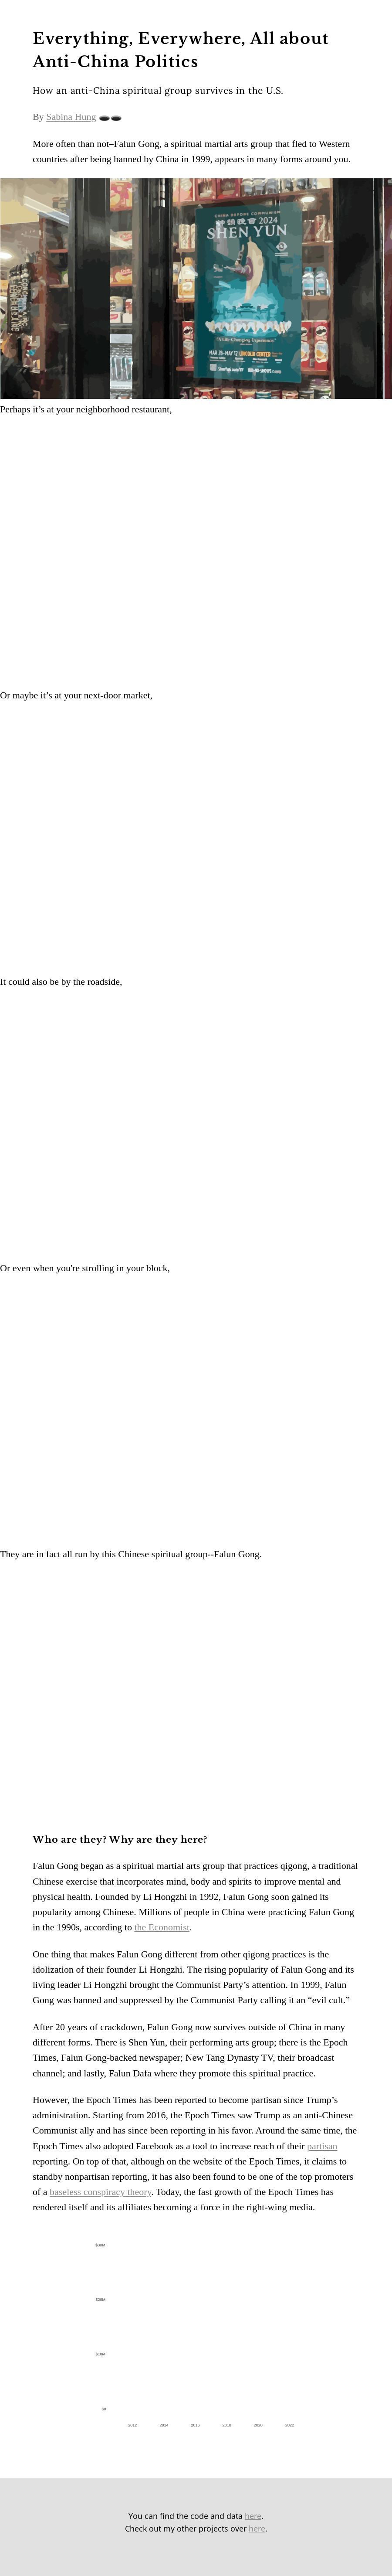 Everything, Everywhere, All about
Anti-China Politics
How an anti-China spiritual group survives in the U.S.
By Sabina Hung
More often than not–Falun Gong, a spiritual martial arts group that fled to Western
countries after being banned by China in 1999, appears in many forms around you.
CHINA BEFORE COMMUNISM
2024
SHEN YUN
"A Life-Changing Experience"
MAR 29 - MAY 12 LINCOLN CENTER
Perhaps it’s at your neighborhood restaurant,
Or maybe it’s at your next-door market,
It could also be by the roadside,
Or even when you're strolling in your block,
They are in fact all run by this Chinese spiritual group--Falun Gong.
Who are they? Why are they here?
Falun Gong began as a spiritual martial arts group that practices qigong, a traditional
Chinese exercise that incorporates mind, body and spirits to improve mental and
physical health. Founded by Li Hongzhi in 1992, Falun Gong soon gained its
popularity among Chinese. Millions of people in China were practicing Falun Gong
in the 1990s, according to the Economist.
One thing that makes Falun Gong different from other qigong practices is the
idolization of their founder Li Hongzhi. The rising popularity of Falun Gong and its
living leader Li Hongzhi brought the Communist Party’s attention. In 1999, Falun
Gong was banned and suppressed by the Communist Party calling it an “evil cult.”
After 20 years of crackdown, Falun Gong now survives outside of China in many
different forms. There is Shen Yun, their performing arts group; there is the Epoch
Times, Falun Gong-backed newspaper; New Tang Dynasty TV, their broadcast
channel; and lastly, Falun Dafa where they promote this spiritual practice.
However, the Epoch Times has been reported to become partisan since Trump’s
administration. Starting from 2016, the Epoch Times saw Trump as an anti-Chinese
Communist ally and has since been reporting in his favor. Around the same time, the
Epoch Times also adopted Facebook as a tool to increase reach of their partisan
reporting. On top of that, although on the website of the Epoch Times, it claims to
standby nonpartisan reporting, it has also been found to be one of the top promoters
of a baseless conspiracy theory. Today, the fast growth of the Epoch Times has
rendered itself and its affiliates becoming a force in the right-wing media.
$30M
$20M
$10M
$0
2012 2014 2016 2018 2020 2022
You can find the code and data here.
Check out my other projects over here.